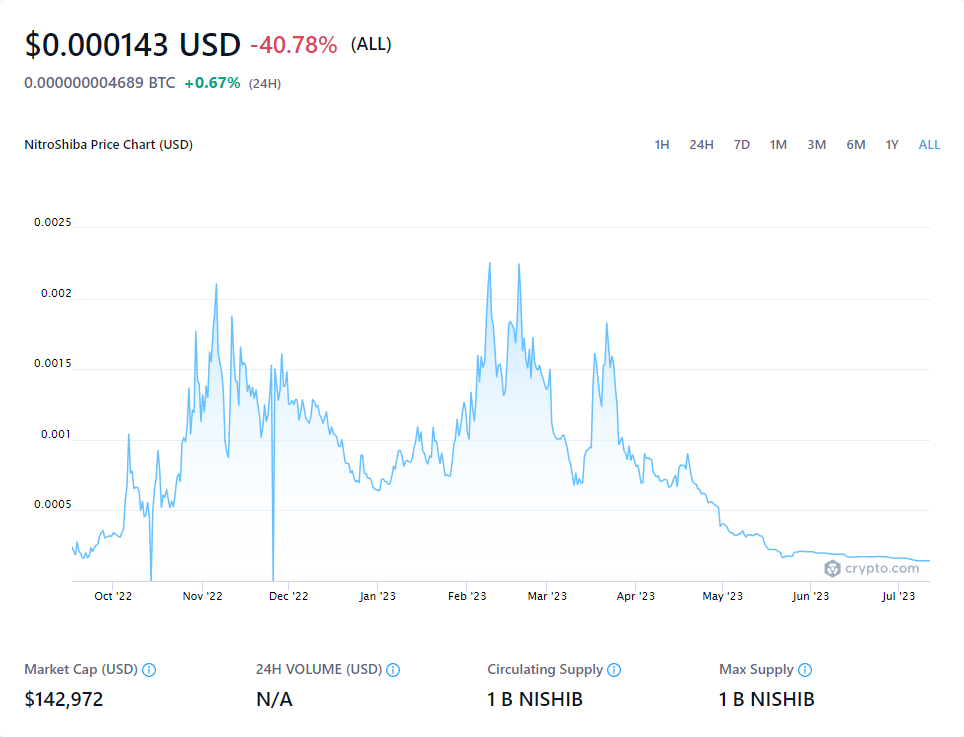 $0.000143 USD -40.78% (ALL)
0.000000004689 BTC +0.67% (24H)
NitroShiba Price Chart (USD) 1H 24H 7D 1M 3M 6M 1Y ALL
0.0025
0.002
0.0015
0.001
0.0005
crypto.com
Oct '22 Nov '22 Dec '22 Jan '23 Feb '23 Mar '23 Apr '23 May '23 Jun '23 Jul '23
Market Cap (USD) 24H VOLUME (USD) Circulating Supply Max Supply
$142,972 N/A 1 B NISHIB 1 B NISHIB